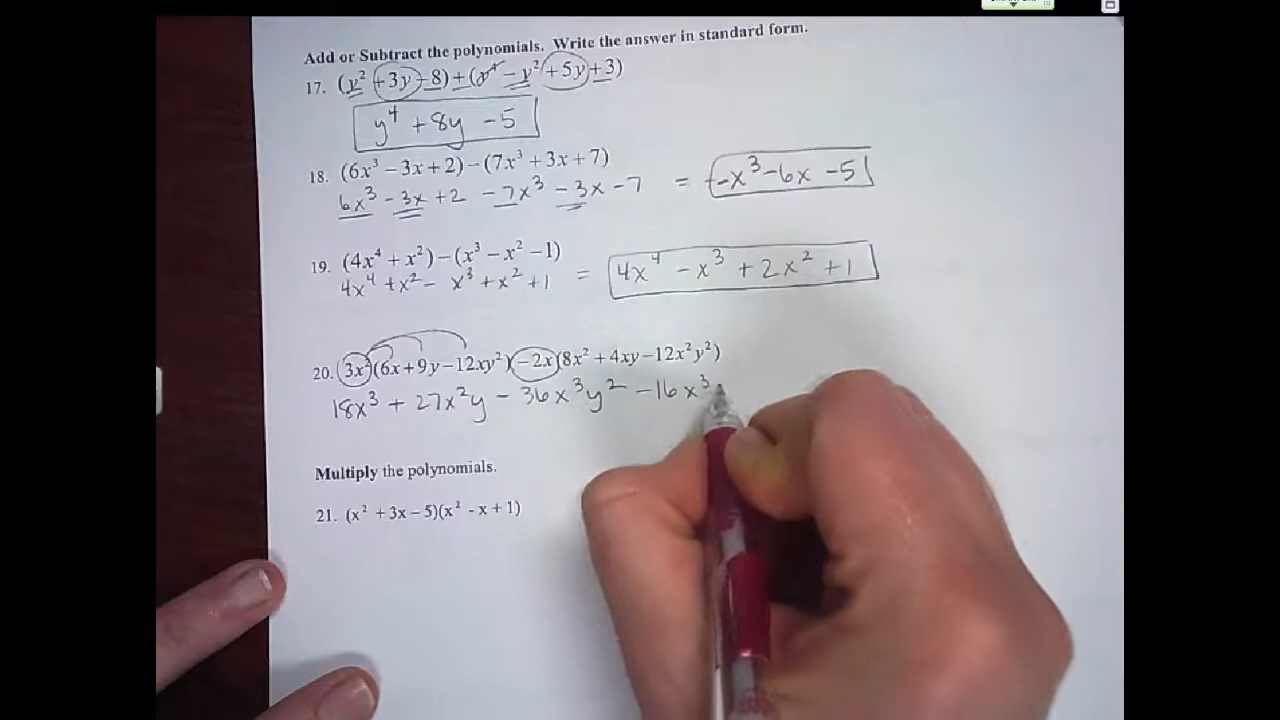 Add or Subtract the polynomials. Write the answer in standard form.
17. (y² +3y −8)+(y⁴ − y² +5y +3)
y⁴ +8y −5
18. (6x³ −3x+2)−(7x³ +3x+7)
6x³ −3x +2 −7x³ −3x −7 = −x³−6x −5
19. (4x⁴ + x²)−(x³ −x² −1)
4x⁴ +x² − x³ +x² +1 = 4x⁴ −x³ +2x² +1
20. (3x²(6x+9y−12xy²)−2x(8x² +4xy−12x²y²)
18x³ + 27x²y − 36x³y² −16x³
Multiply the polynomials.
21. (x² +3x−5)(x² -x+1)